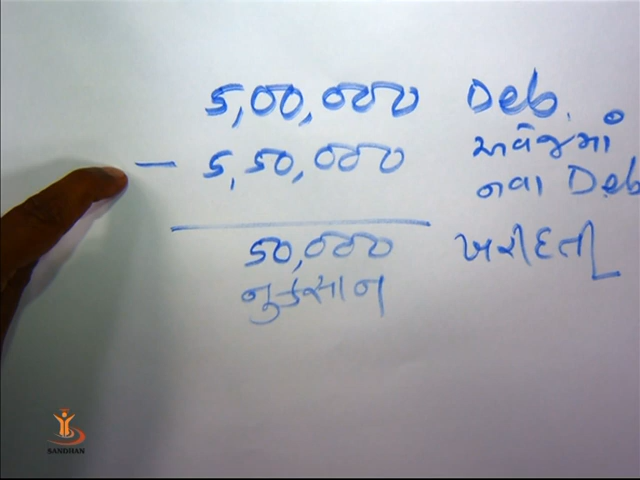 5,00,000 Deb.
- 5,50,000 અવેજમાં
નવા Deb
50,000 ખરીદતી
નુકસાન
SANDHAN